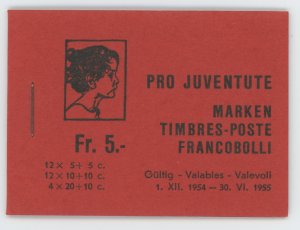 PRO JUVENTUTE
MARKEN
TIMBRES-POSTE
FRANCOBOLLI
Fr. 5.-
12 × 5 + 5 c.
12 × 10 + 10 c.
4 × 20 + 10 c.
Gültig - Valables - Valevoli
1. XII. 1954 — 30. VI. 1955